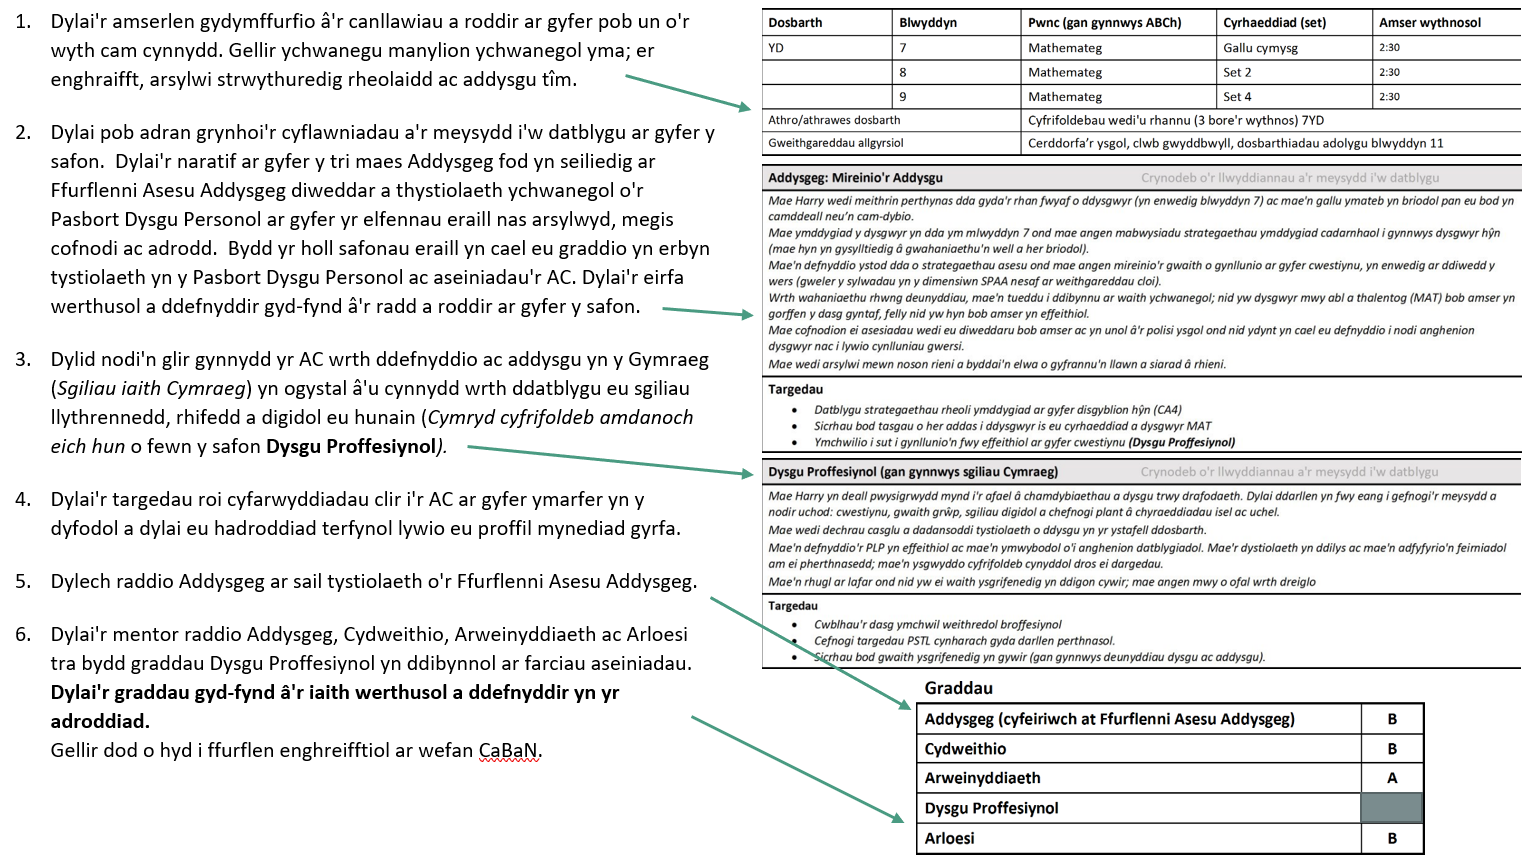 1. Dylai'r amserlen gydymffurfio â'r canllawiau a roddir ar gyfer pob un o'r
wyth cam cynnydd. Gellir ychwanegu manylion ychwanegol yma; er
enghraifft, arsylwi strwythuredig rheolaidd ac addysgu tîm.
2. Dylai pob adran grynhoi'r cyflawniadau a'r meysydd i'w datblygu ar gyfer y
safon. Dylai'r naratif ar gyfer y tri maes Addysgeg fod yn seiliedig ar
Ffurflenni Asesu Addysgeg diweddar a thystiolaeth ychwanegol o'r
Pasbort Dysgu Personol ar gyfer yr elfennau eraill nas arsylwyd, megis
cofnodi ac adrodd. Bydd yr holl safonau eraill yn cael eu graddio yn erbyn
tystiolaeth yn y Pasbort Dysgu Personol ac aseiniadau'r AC. Dylai'r eirfa
werthusol a ddefnyddir gyd-fynd â'r radd a roddir ar gyfer y safon.
3. Dylid nodi'n glir gynnydd yr AC wrth ddefnyddio ac addysgu yn y Gymraeg
(Sgiliau iaith Cymraeg) yn ogystal â'u cynnydd wrth ddatblygu eu sgiliau
llythrennedd, rhifedd a digidol eu hunain (Cymryd cyfrifoldeb amdanoch
eich hun o fewn y safon Dysgu Proffesiynol).
4. Dylai'r targedau roi cyfarwyddiadau clir i'r AC ar gyfer ymarfer yn y
dyfodol a dylai eu hadroddiad terfynol lywio eu proffil mynediad gyrfa.
5. Dylech raddio Addysgeg ar sail tystiolaeth o'r Ffurflenni Asesu Addysgeg.
6. Dylai'r mentor raddio Addysgeg, Cydweithio, Arweinyddiaeth ac Arloesi
tra bydd graddau Dysgu Proffesiynol yn ddibynnol ar farciau aseiniadau.
Dylai'r graddau gyd-fynd â'r iaith werthusol a ddefnyddir yn yr
adroddiad.
Gellir dod o hyd i ffurflen enghreifftiol ar wefan CaBaN.
Dosbarth Blwyddyn Pwnc (gan gynnwys ABCh) Cyrhaeddiad (set) Amser wythnosol
YD 7 Mathemateg Gallu cymysg 2:30
8 Mathemateg Set 2 2:30
9 Mathemateg Set 4 2:30
Athro/athrawes dosbarth Cyfrifoldebau wedi'u rhannu (3 bore'r wythnos) 7YD
Gweithgareddau allgyrsiol Cerddorfa'r ysgol, clwb gwyddbwyll, dosbarthiadau adolygu blwyddyn 11
Addysgeg: Mireinio'r Addysgu Crynodeb o'r llwyddiannau a'r meysydd i'w datblygu
Mae Harry wedi meithrin perthynas dda gyda'r rhan fwyaf o ddysgwyr (yn enwedig blwyddyn 7) ac mae'n gallu ymateb yn briodol pan eu bod yn
camddeall neu'n cam-dybio.
Mae ymddygiad y dysgwyr yn dda ym mlwyddyn 7 ond mae angen mabwysiadu strategaethau ymddygiad cadarnhaol i gynnwys dysgwyr hŷn
(mae hyn yn gysylltiedig â gwahaniaethu'n well a her briodol).
Mae'n defnyddio ystod dda o strategaethau asesu ond mae angen mireinio'r gwaith o gynllunio ar gyfer cwestiynu, yn enwedig ar ddiwedd y
wers (gweler y sylwadau yn y dimensiwn SPAA nesaf ar weithgareddau cloi).
Wrth wahaniaethu rhwng deunyddiau, mae'n tueddu i ddibynnu ar waith ychwanegol; nid yw dysgwyr mwy abl a thalentog (MAT) bob amser yn
gorffen y dasg gyntaf, felly nid yw hyn bob amser yn effeithiol.
Mae cofnodion ei asesiadau wedi eu diweddaru bob amser ac yn unol â'r polisi ysgol ond nid ydynt yn cael eu defnyddio i nodi anghenion
dysgwyr nac i lywio cynlluniau gwersi.
Mae wedi arsylwi mewn noson rieni a byddai'n elwa o gyfrannu'n llawn a siarad â rhieni.
Targedau
• Datblygu strategaethau rheoli ymddygiad ar gyfer disgyblion hŷn (CA4)
• Sicrhau bod tasgau o her addas i ddysgwyr is eu cyrhaeddiad a dysgwyr MAT
• Ymchwilio i sut i gynllunio'n fwy effeithiol ar gyfer cwestiynu (Dysgu Proffesiynol)
Dysgu Proffesiynol (gan gynnwys sgiliau Cymraeg) Crynodeb o'r llwyddiannau a'r meysydd i'w datblygu
Mae Harry yn deall pwysigrwydd mynd i'r afael â chamdybiaethau a dysgu trwy drafodaeth. Dylai ddarllen yn fwy eang i gefnogi'r meysydd a
nodir uchod: cwestiynu, gwaith grŵp, sgiliau digidol a chefnogi plant â chyraeddiadau isel ac uchel.
Mae wedi dechrau casglu a dadansoddi tystiolaeth o ddysgu yn yr ystafell ddosbarth.
Mae'n defnyddio'r PLP yn effeithiol ac mae'n ymwybodol o'i anghenion datblygiadol. Mae'r dystiolaeth yn ddilys ac mae'n adfyfyrio'n feirniadol
am ei pherthnasedd; mae'n ysgwyddo cyfrifoldeb cynyddol dros ei dargedau.
Mae'n rhugl ar lafar ond nid yw ei waith ysgrifenedig yn ddigon cywir; mae angen mwy o ofal wrth dreiglo
Targedau
• Cwblhau'r dasg ymchwil weithredol broffesiynol
• Cefnogi targedau PSTL cynharach gyda darllen perthnasol.
• Sicrhau bod gwaith ysgrifenedig yn gywir (gan gynnwys deunyddiau dysgu ac addysgu).
Graddau
Addysgeg (cyfeiriwch at Ffurflenni Asesu Addysgeg) B
Cydweithio B
Arweinyddiaeth A
Dysgu Proffesiynol
Arloesi B